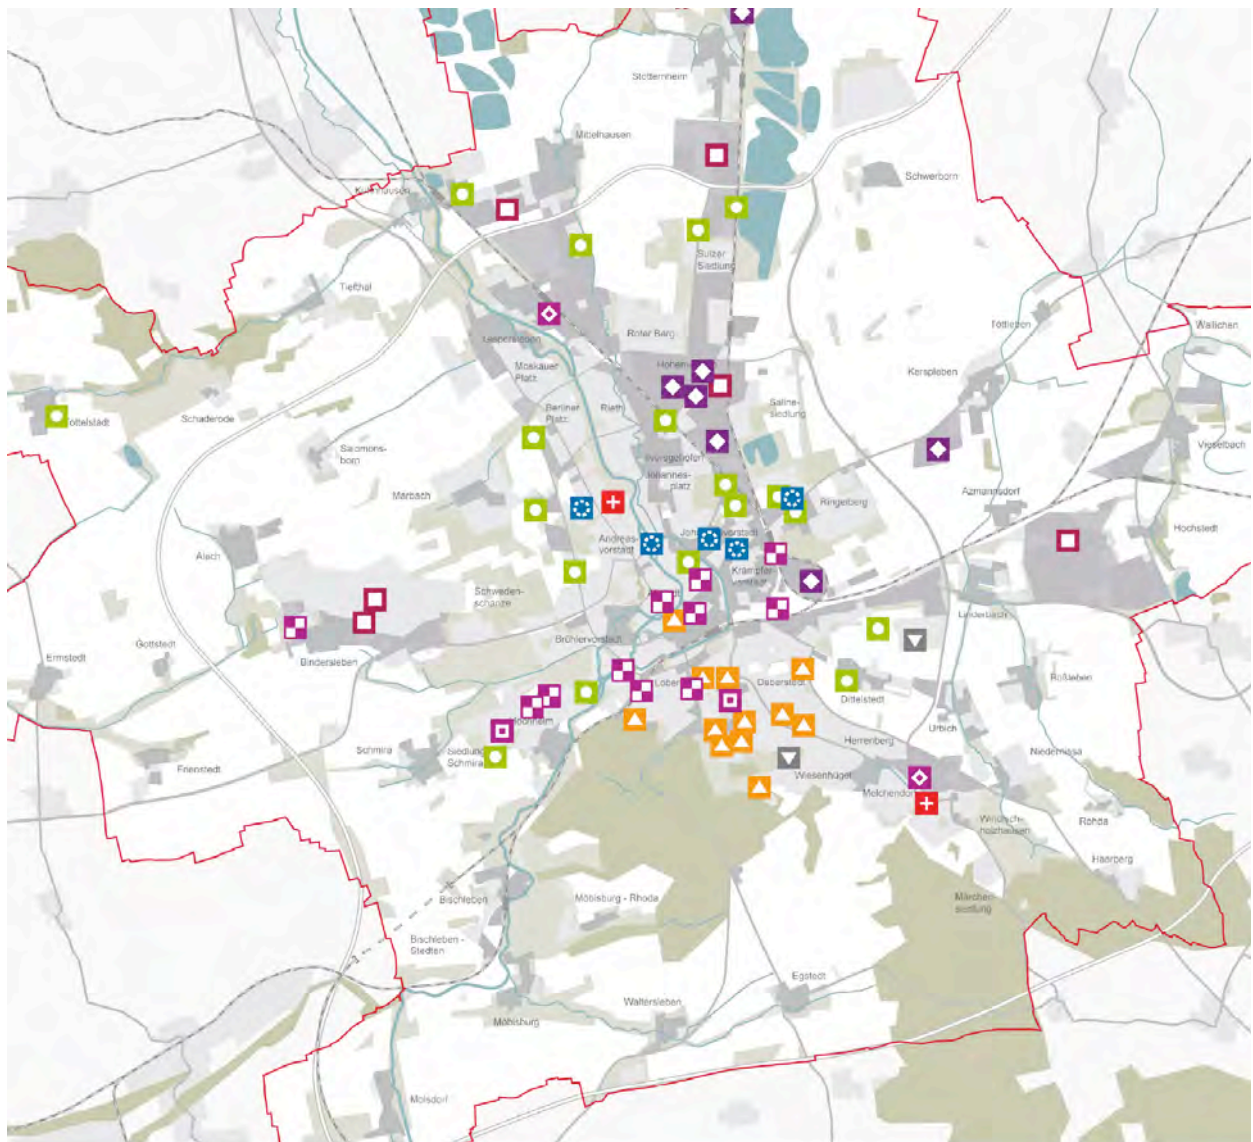 Stotternheim
Mittelhausen
Schwerborn
Kühnhausen
Sulzer
Siedlung
Tiefthal
Töttleben
Wallichen
Roter Berg
Gispersleben
Moskauer
Platz
Kerspleben
Berliner
Platz
Rieth
Saline-
siedlung
Schaderode
Salomons-
born
Vieselbach
Johannes-
platz
Marbach
Ringelberg
Azmannsdorf
Hochstedt
Andreas-
vorstadt
Alach
Krämpfer-
vorstadt
Schweden-
schanze
Linderbach
Gottstedt
Brühlervorstadt
Ermstedt
Bindersleben
Daberstedt
Dittelstedt
Büßleben
Urbich
Herrenberg
Niedernissa
Schmira
Siedlung
Schmira
Frienstedt
Wiesenhügel
Melchendorf
Windisch-
holzhausen
Rohda
Haarberg
Bischleben
Möbisburg - Rhoda
Märchen-
siedlung
Bischleben -
Stedten
Egstedt
Waltersleben
Möbisburg
Molsdorf